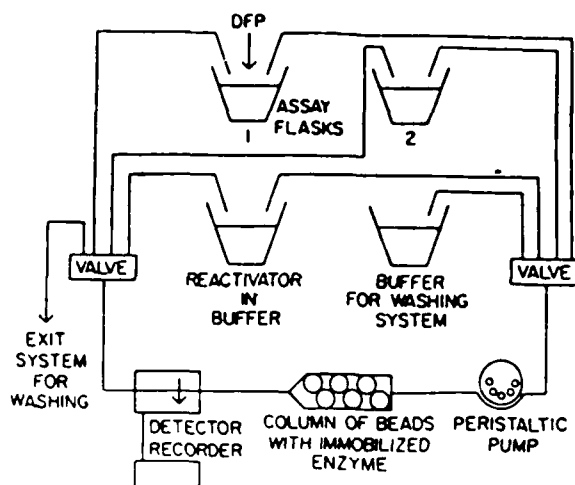 DFP
ASSAY
FLASKS
1
2
VALVE
REACTIVATOR
IN
BUFFER
BUFFER
FOR WASHING
SYSTEM
VALVE
EXIT
SYSTEM
FOR
WASHING
DETECTOR
RECORDER
COLUMN OF BEADS
WITH IMMOBILIZED
ENZYME
PERISTALTIC
PUMP